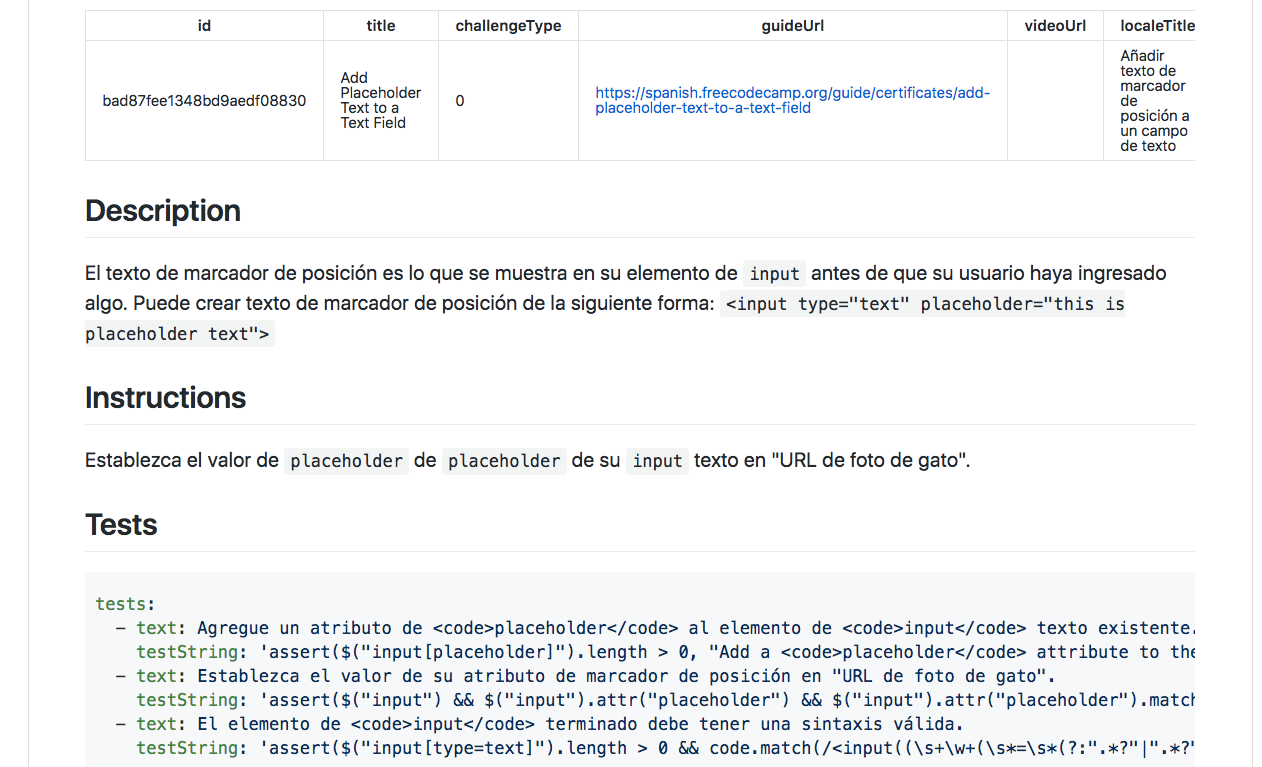 id title challengeType guideUrl videoUrl localeTitle
bad87fee1348bd9aedf08830
Add
Placeholder
Text to a
Text Field
0
https://spanish.freecodecamp.org/guide/certificates/add-
placeholder-text-to-a-text-field
Añadir
texto de
marcador
de
posición a
un campo
de texto
Description
El texto de marcador de posición es lo que se muestra en su elemento de input antes de que su usuario haya ingresado
algo. Puede crear texto de marcador de posición de la siguiente forma: <input type="text" placeholder="this is
placeholder text">
Instructions
Establezca el valor de placeholder de placeholder de su input texto en "URL de foto de gato".
Tests
tests:
- text: Agregue un atributo de <code>placeholder</code> al elemento de <code>input</code> texto existente.
testString: 'assert($("input[placeholder]").length > 0, "Add a <code>placeholder</code> attribute to the
- text: Establezca el valor de su atributo de marcador de posición en "URL de foto de gato".
testString: 'assert($("input") && $("input").attr("placeholder") && $("input").attr("placeholder").match
- text: El elemento de <code>input</code> terminado debe tener una sintaxis válida.
testString: 'assert($("input[type=text]").length > 0 && code.match(/<input((\s+\w+(\s*=\s*(?:".*?"|".*?"